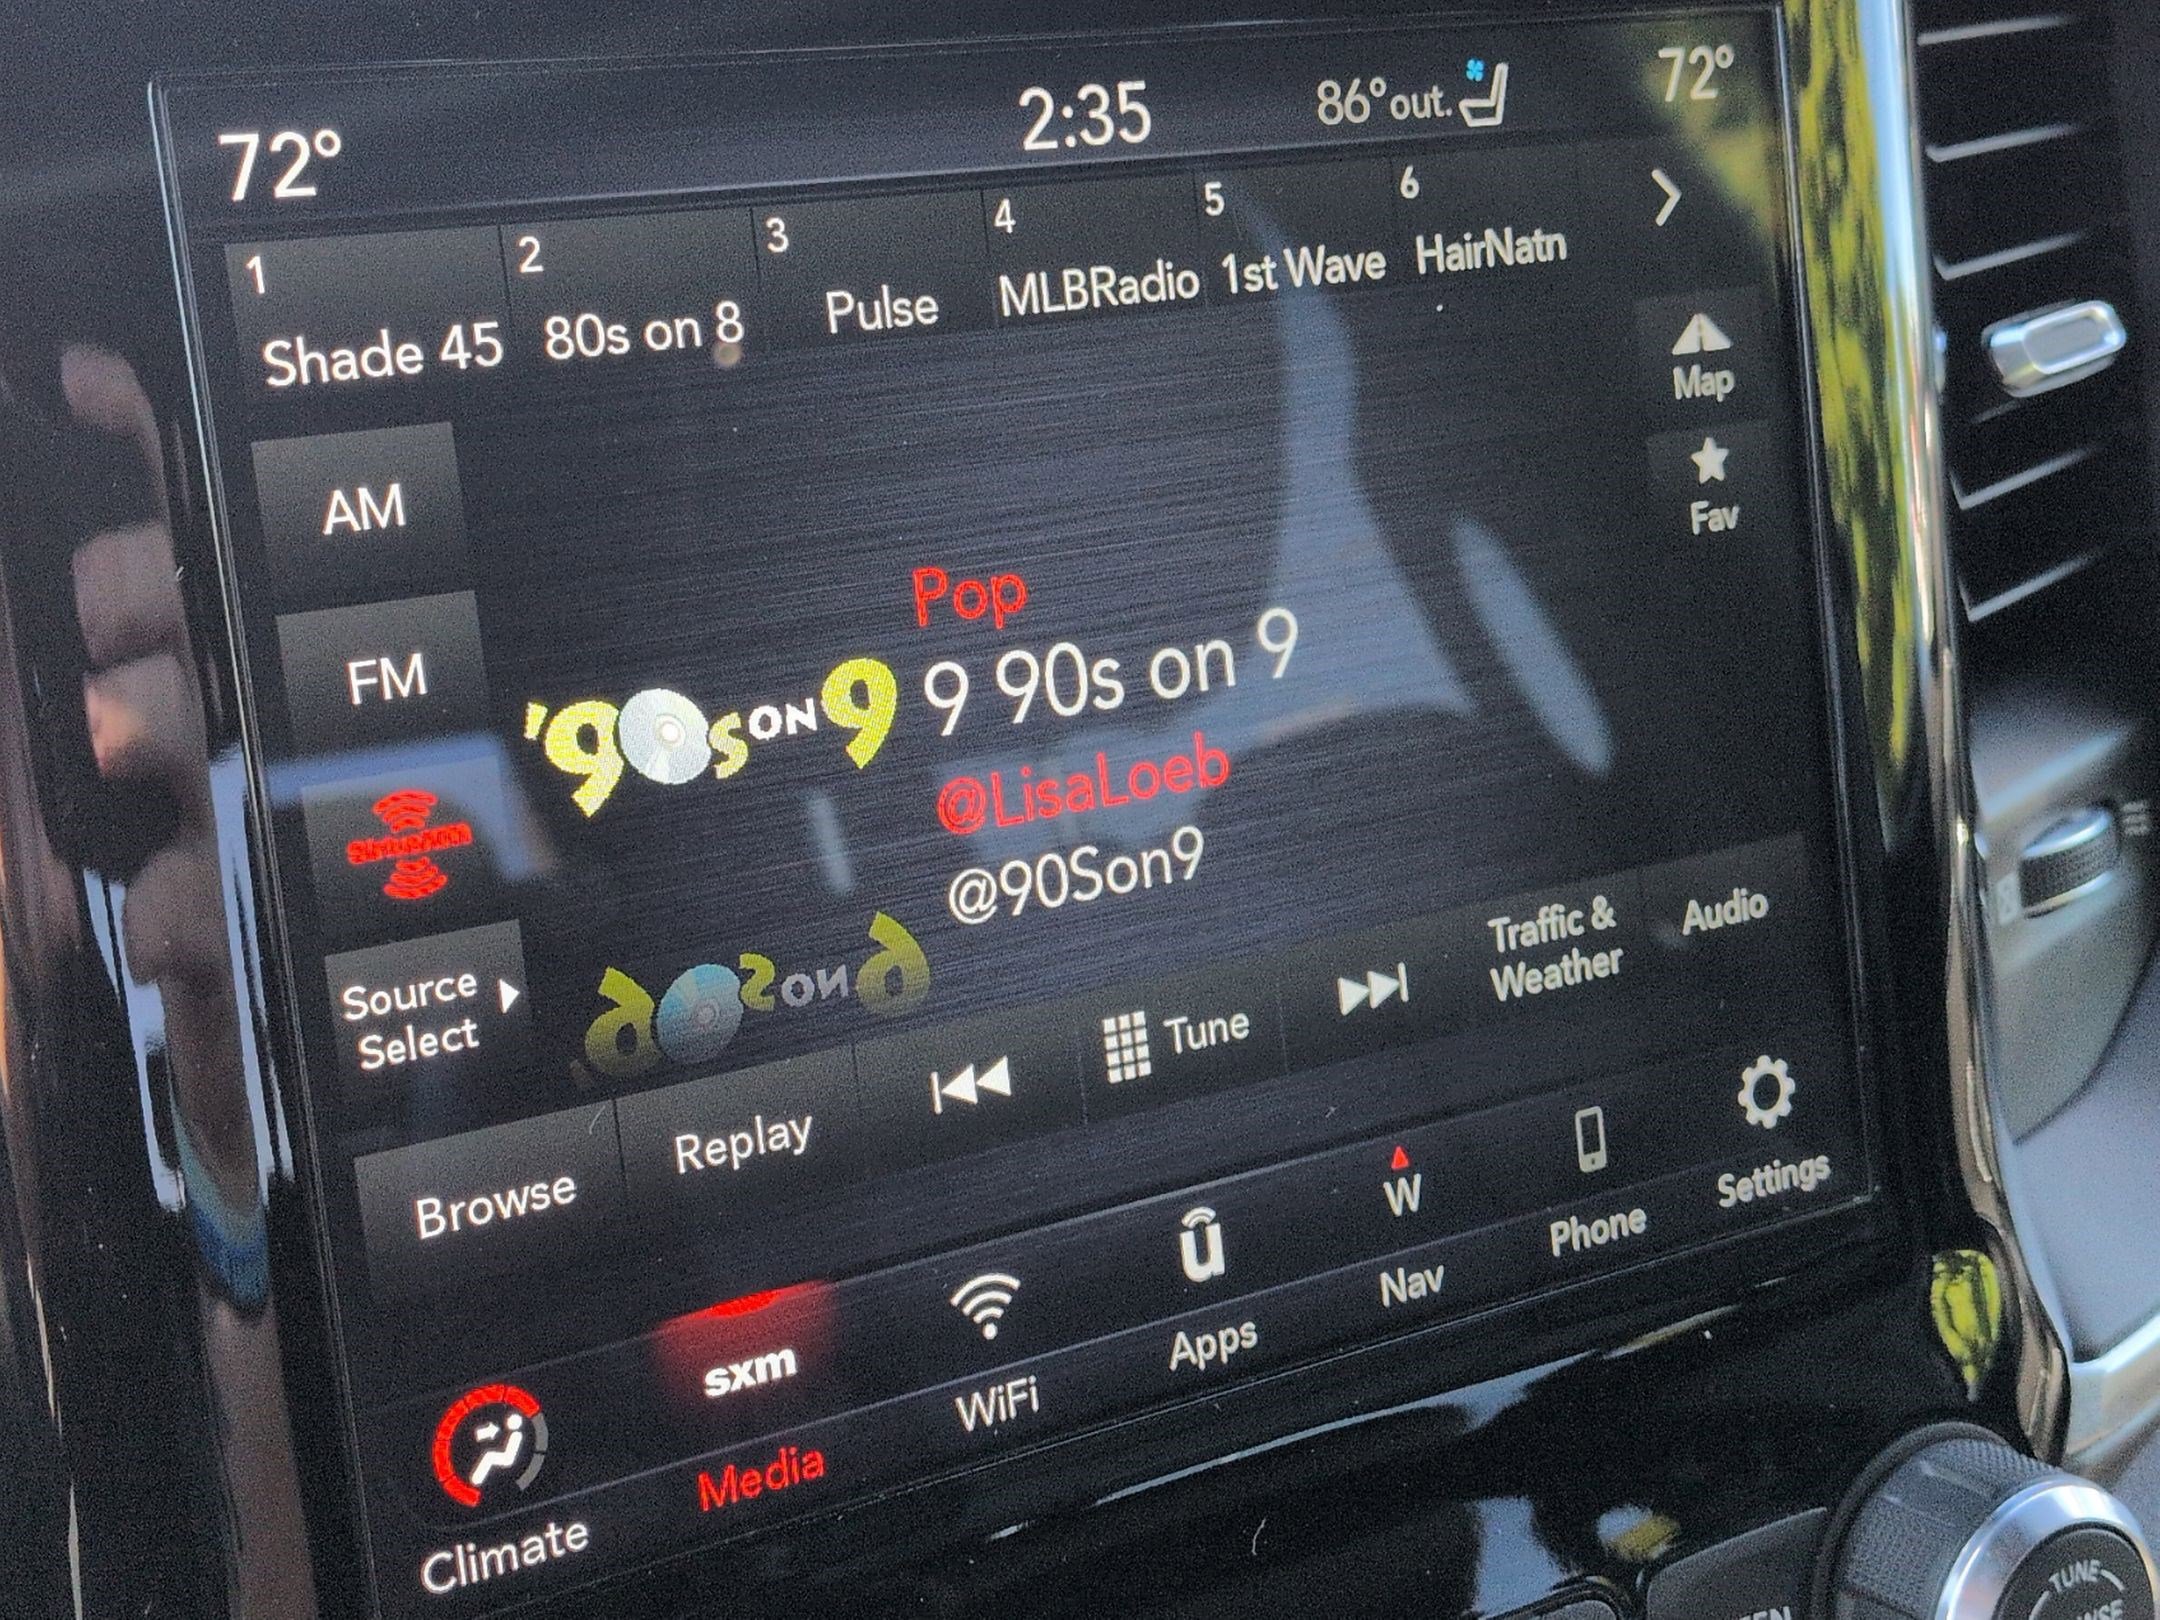 72°
2:35
86°out.
72°
1
Shade 45
2
80s on 8
3
Pulse
4
MLBRadio
5
1st Wave
6
HairNatn
Map
Fav
AM
FM
Source
Select
Pop
'90s ON 9
9 90s on 9
@LisaLoeb
@90Son9
Browse
Replay
Tune
Traffic &
Weather
Audio
Climate
sxm
Media
WiFi
u
Apps
W
Nav
Phone
Settings
TUNE